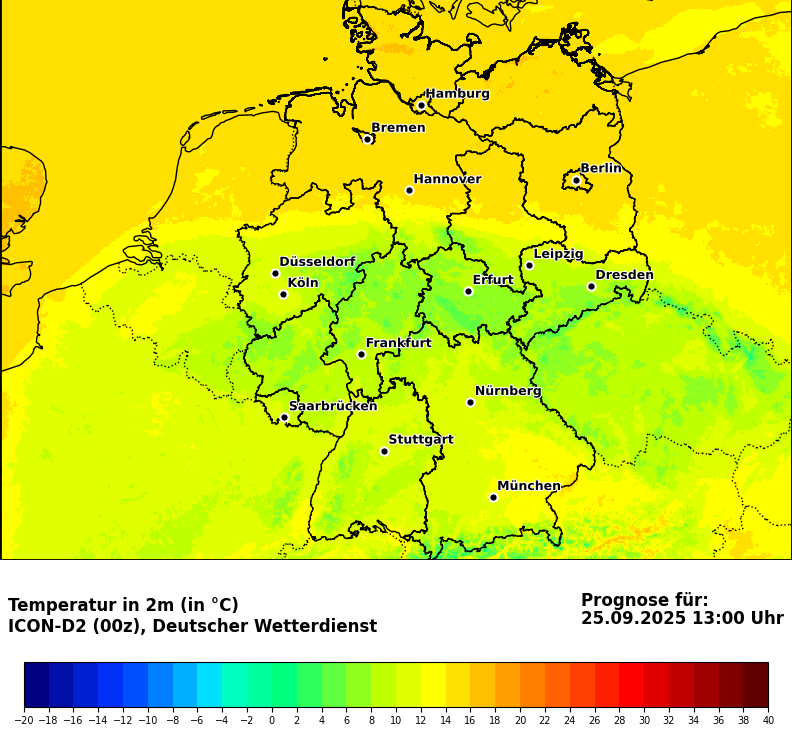 Hamburg
Bremen
Berlin
Hannover
Leipzig
Düsseldorf
Dresden
Köln
Erfurt
Frankfurt
Nürnberg
Saarbrücken
Stuttgart
München
Temperatur in 2m (in °C)
ICON-D2 (00z), Deutscher Wetterdienst
Prognose für:
25.09.2025 13:00 Uhr
−20 −18 −16 −14 −12 −10 −8 −6 −4 −2 0 2 4 6 8 10 12 14 16 18 20 22 24 26 28 30 32 34 36 38 40